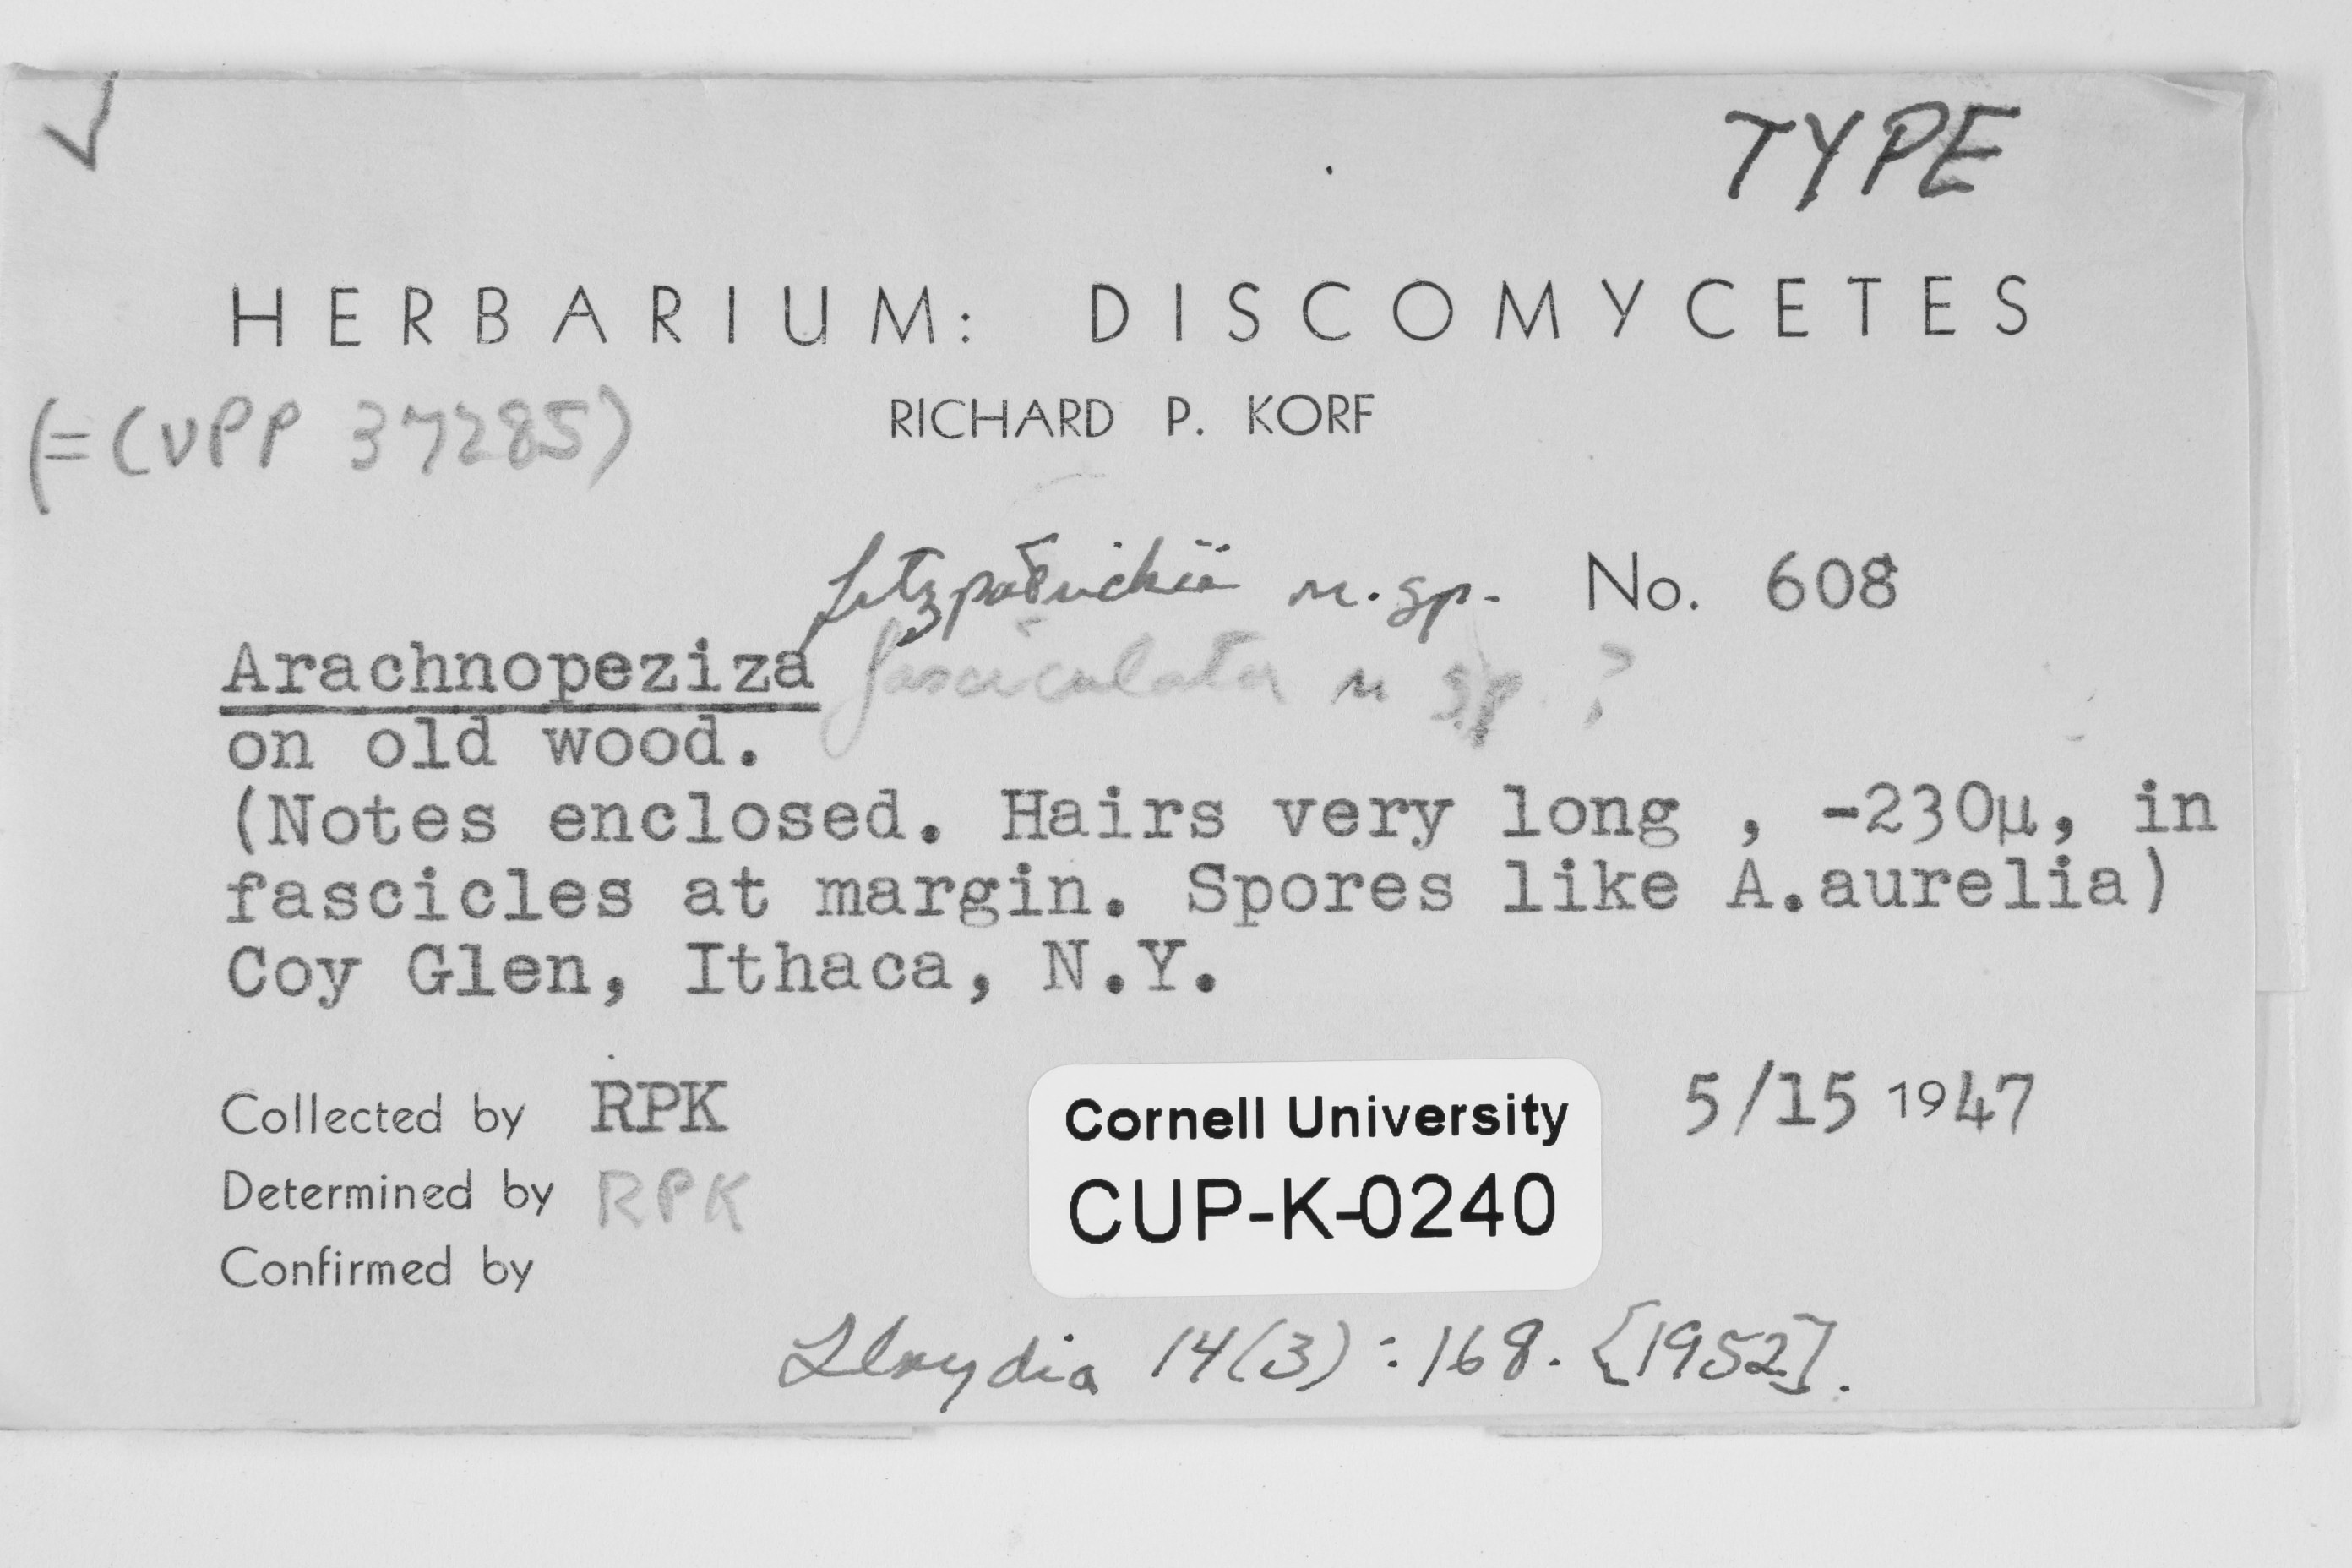 TYPE
HERBARIUM: DISCOMYCETES
RICHARD P. KORF
(=CUPP 37285)
fitzpatrickii n. sp. No. 608
Arachnopeziza fasciculata n sp. ?
on old wood.
(Notes enclosed. Hairs very long , -230µ, in
fascicles at margin. Spores like A.aurelia)
Coy Glen, Ithaca, N.Y.
Collected by RPK
5/15 1947
Determined by RPK
Confirmed by
Cornell University
CUP-K-0240
Lloydia 14(3):168. [1952].